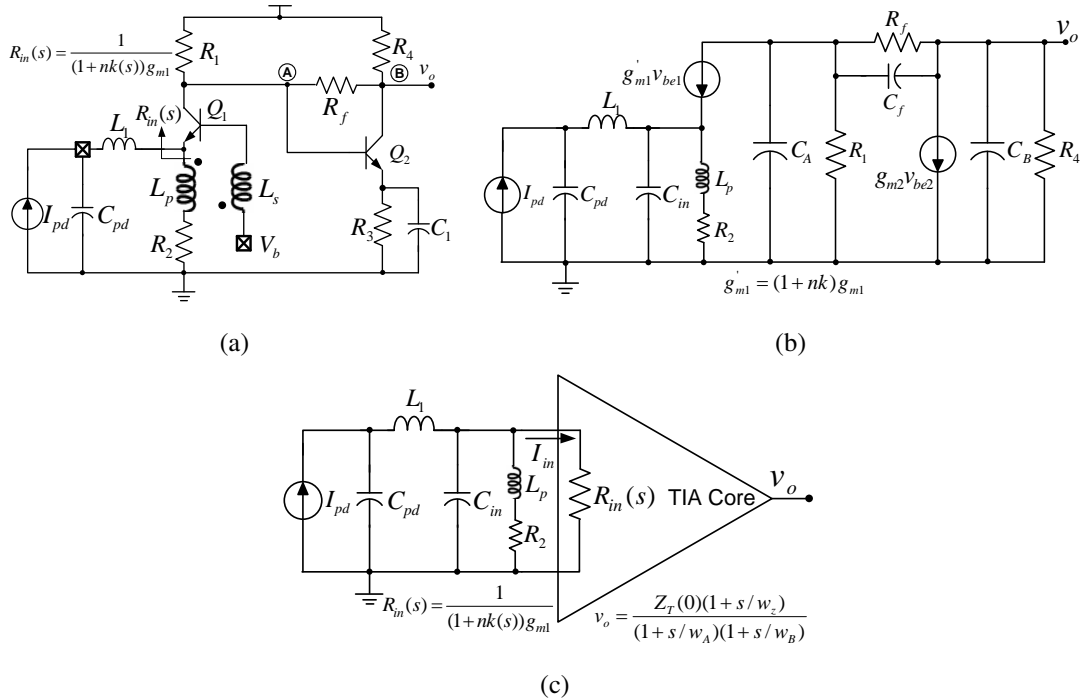 R_in(s) = 1/((1+nk(s))g_m1)
R_1
R_4
Ⓐ
Ⓑ
v_o
R_f
Q_1
R_in(s)
L_1
Q_2
L_p
L_s
I_pd
C_pd
R_2
V_b
R_3
C_1
(a)
R_f
v_o
g'_m1 v_be1
C_f
L_1
C_A
R_1
L_p
g_m2 v_be2
C_B
R_4
I_pd
C_pd
C_in
R_2
g'_m1 = (1+nk)g_m1
(b)
L_1
I_in
v_o
L_p
I_pd
C_pd
C_in
R_in(s)
TIA Core
R_2
R_in(s) = 1/((1+nk(s))g_m1)
v_o = Z_T(0)(1+s/w_z)/((1+s/w_A)(1+s/w_B))
(c)